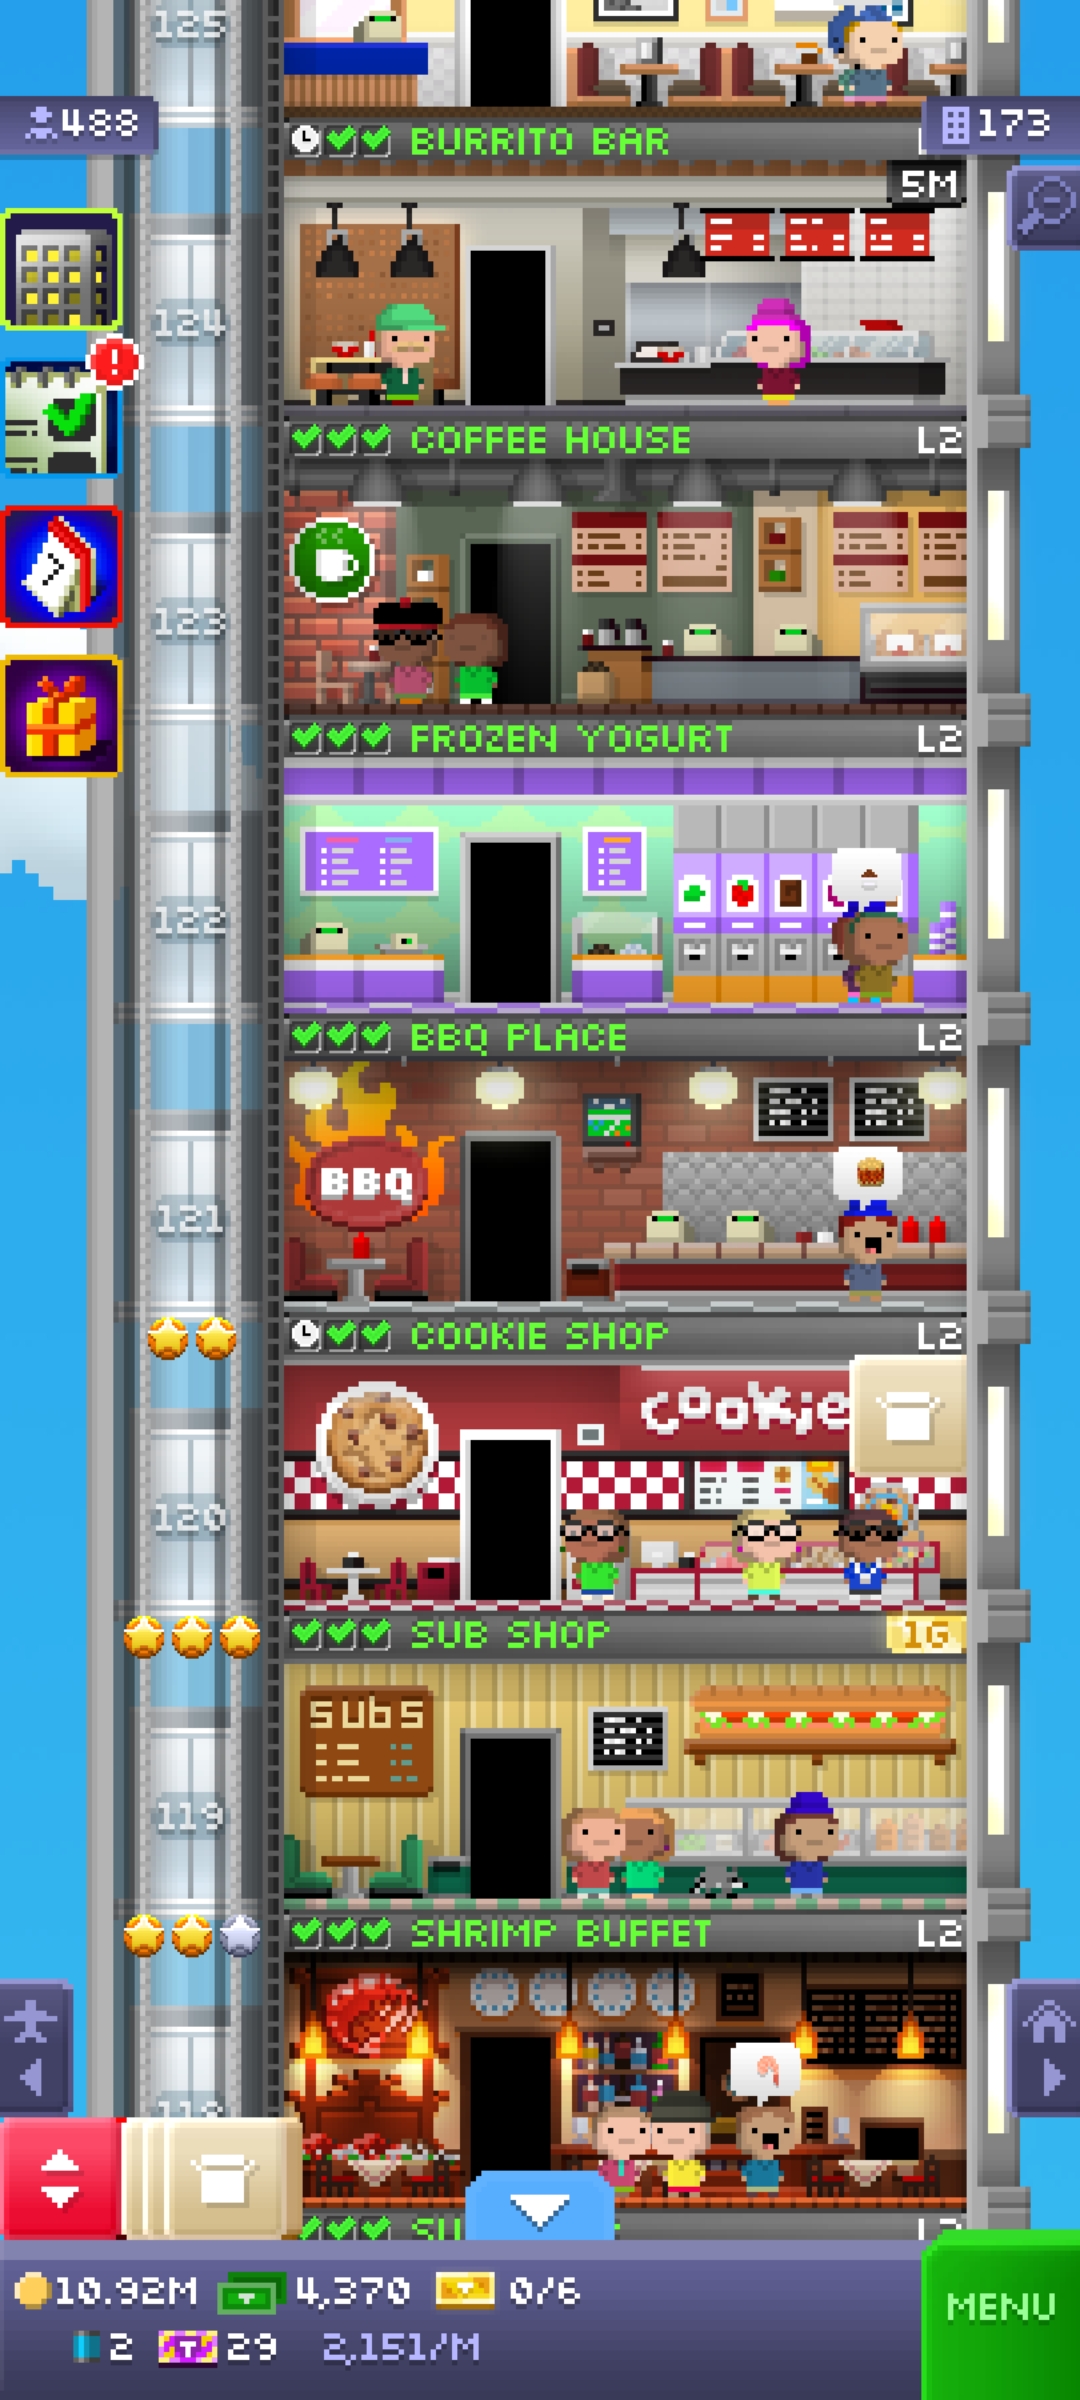 125
488
173
BURRITO BAR
5M
124
COFFEE HOUSE L2
123
FROZEN YOGURT L2
122
BBQ PLACE L2
BBQ
121
COOKIE SHOP L2
cookie
120
SUB SHOP 1G
subs
119
SHRIMP BUFFET L2
118
10.92M 4,370 0/6
MENU
2 29 2,151/M